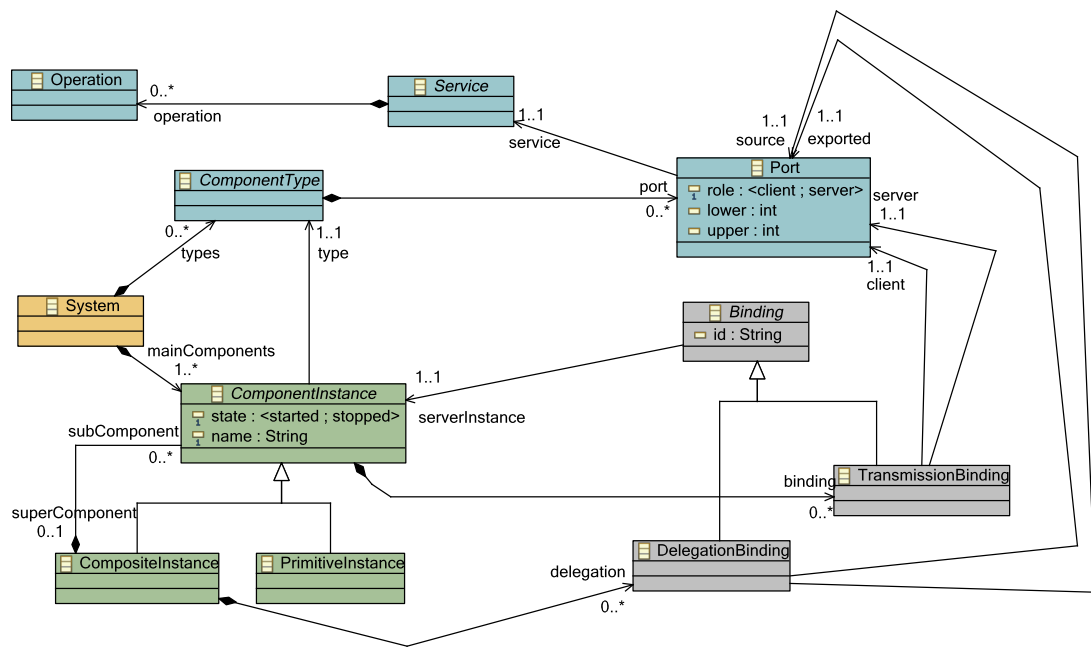 Operation
0..*
operation
Service
1..1
service
1..1
source
1..1
exported
Port
role : <client ; server>
lower : int
upper : int
port
0..*
server
1..1
1..1
client
ComponentType
0..*
types
1..1
type
System
mainComponents
1..*
Binding
id : String
1..1
serverInstance
ComponentInstance
state : <started ; stopped>
name : String
subComponent
0..*
superComponent
0..1
TransmissionBinding
binding
0..*
CompositeInstance
PrimitiveInstance
DelegationBinding
delegation
0..*